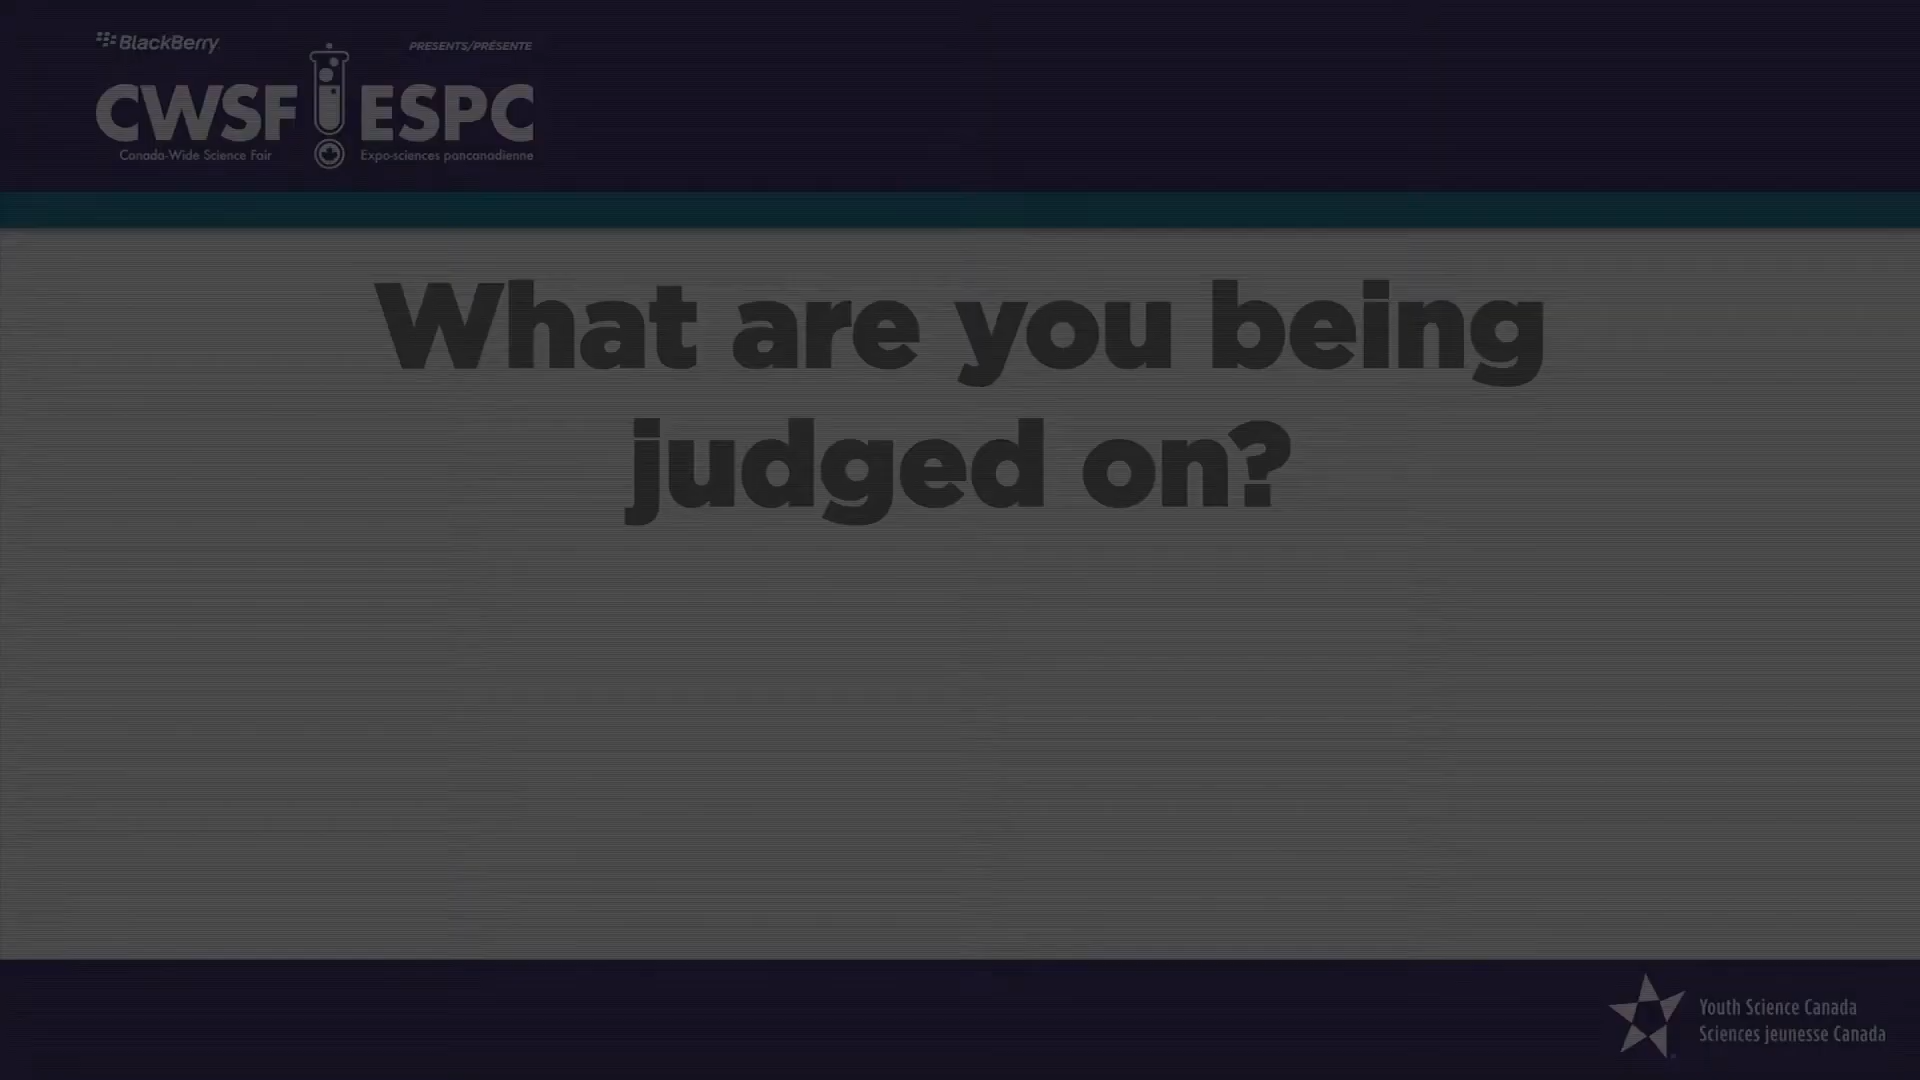 BlackBerry
PRESENTS/PRÉSENTE
CWSF ESPC
Canada-Wide Science Fair Expo-sciences pancanadienne
What are you being
judged on?
Youth Science Canada
Sciences jeunesse Canada